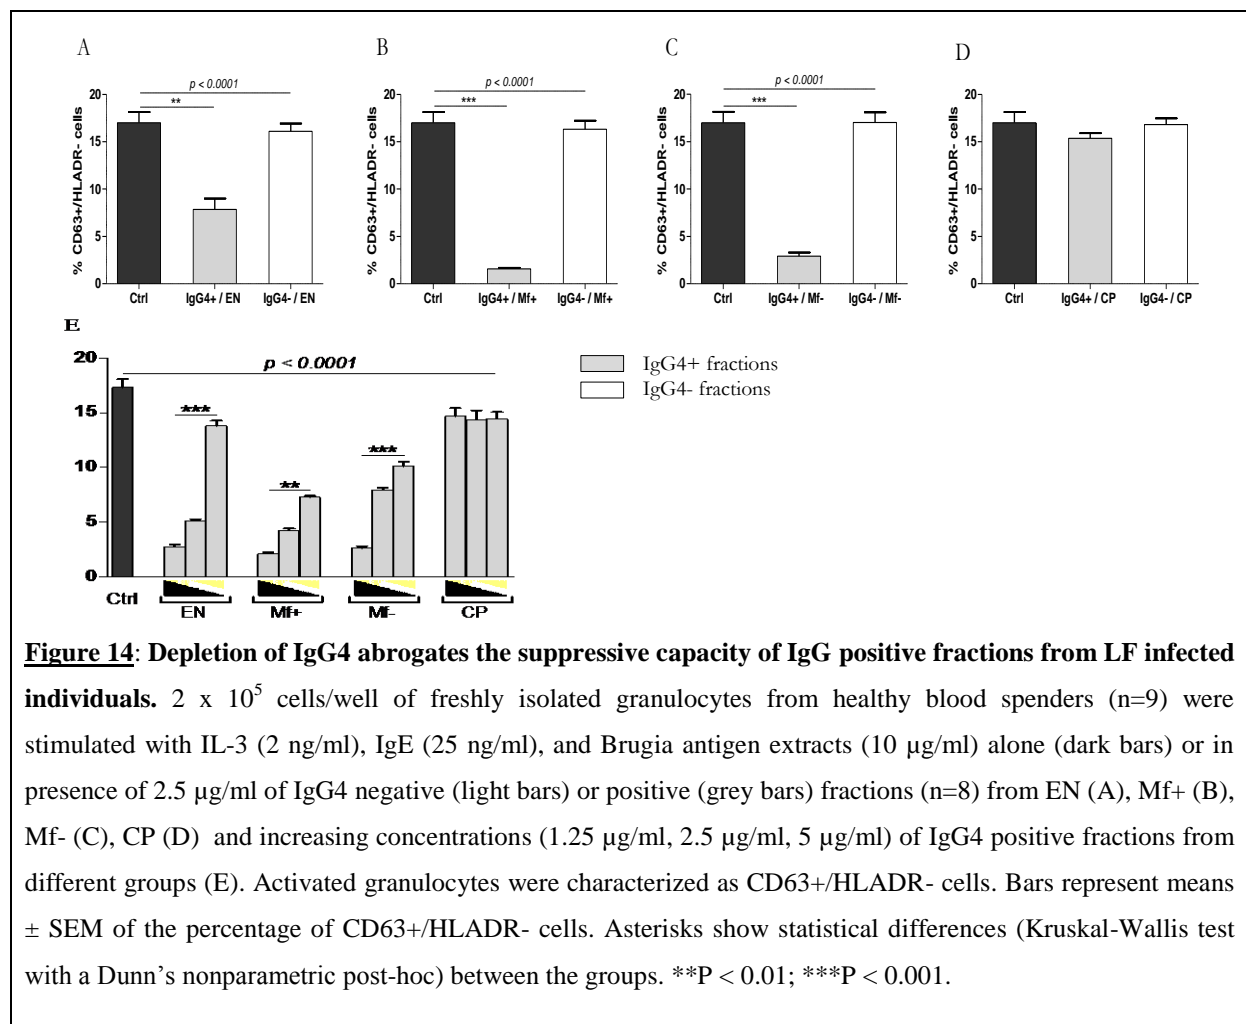 A
B
C
D
p < 0.0001
**
% CD63+/HLADR- cells
20
15
10
5
0
Ctrl
IgG4+ / EN
IgG4- / EN
p < 0.0001
***
% CD63+/HLADR- cells
20
15
10
5
0
Ctrl
IgG4+ / Mf+
IgG4- / Mf+
p < 0.0001
***
% CD63+/HLADR- cells
20
15
10
5
0
Ctrl
IgG4+ / Mf-
IgG4- / Mf-
% CD63+/HLADR- cells
20
15
10
5
0
Ctrl
IgG4+ / CP
IgG4- / CP
E
20
15
10
5
0
p < 0.0001
***
**
***
Ctrl
EN
Mf+
Mf-
CP
IgG4+ fractions
IgG4- fractions
Figure 14: Depletion of IgG4 abrogates the suppressive capacity of IgG positive fractions from LF infected
individuals. 2 x 10⁵ cells/well of freshly isolated granulocytes from healthy blood spenders (n=9) were
stimulated with IL-3 (2 ng/ml), IgE (25 ng/ml), and Brugia antigen extracts (10 µg/ml) alone (dark bars) or in
presence of 2.5 µg/ml of IgG4 negative (light bars) or positive (grey bars) fractions (n=8) from EN (A), Mf+ (B),
Mf- (C), CP (D) and increasing concentrations (1.25 µg/ml, 2.5 µg/ml, 5 µg/ml) of IgG4 positive fractions from
different groups (E). Activated granulocytes were characterized as CD63+/HLADR- cells. Bars represent means
± SEM of the percentage of CD63+/HLADR- cells. Asterisks show statistical differences (Kruskal-Wallis test
with a Dunn's nonparametric post-hoc) between the groups. **P < 0.01; ***P < 0.001.